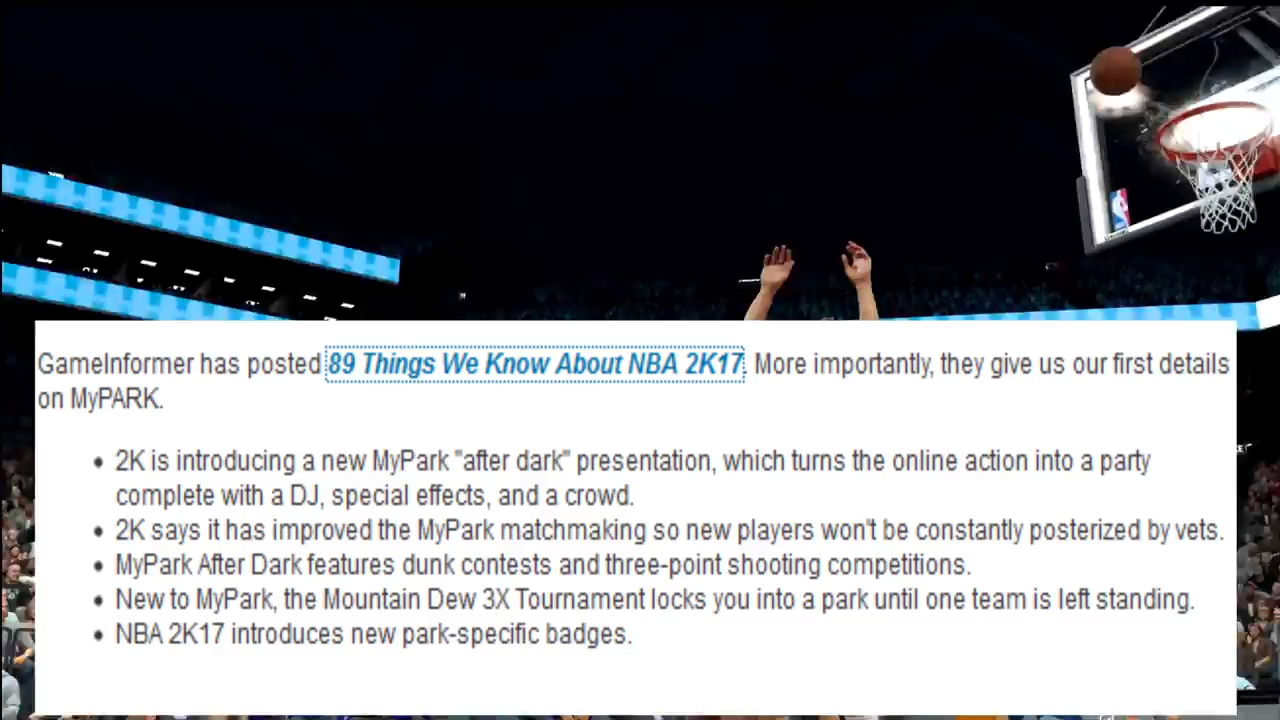 GameInformer has posted 89 Things We Know About NBA 2K17. More importantly, they give us our first details
on MyPARK.
• 2K is introducing a new MyPark "after dark" presentation, which turns the online action into a party
complete with a DJ, special effects, and a crowd.
• 2K says it has improved the MyPark matchmaking so new players won't be constantly posterized by vets.
• MyPark After Dark features dunk contests and three-point shooting competitions.
• New to MyPark, the Mountain Dew 3X Tournament locks you into a park until one team is left standing.
• NBA 2K17 introduces new park-specific badges.